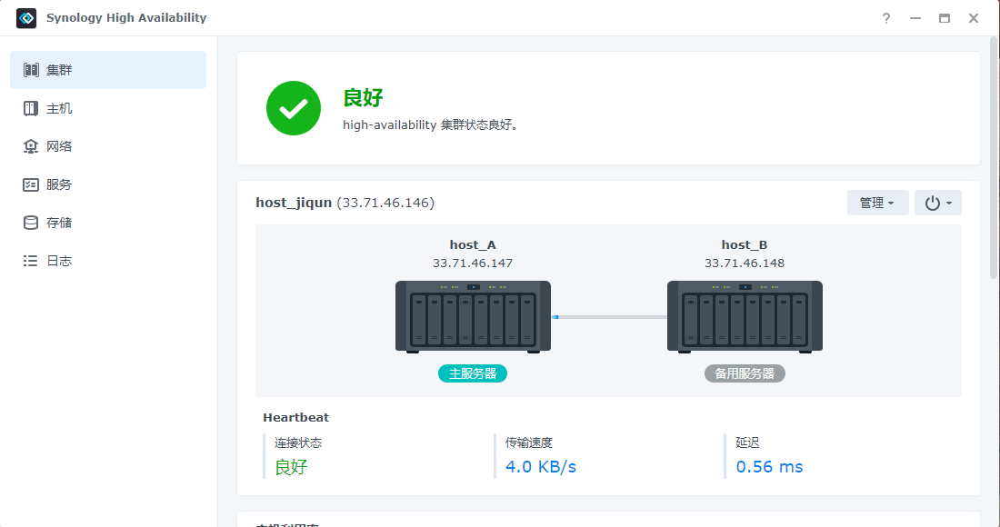 Synology High Availability
集群
主机
网络
服务
存储
日志
良好
high-availability 集群状态良好。
host_jiqun (33.71.46.146)
管理
host_A
33.71.46.147
host_B
33.71.46.148
主服务器
备用服务器
Heartbeat
连接状态
良好
传输速度
4.0 KB/s
延迟
0.56 ms